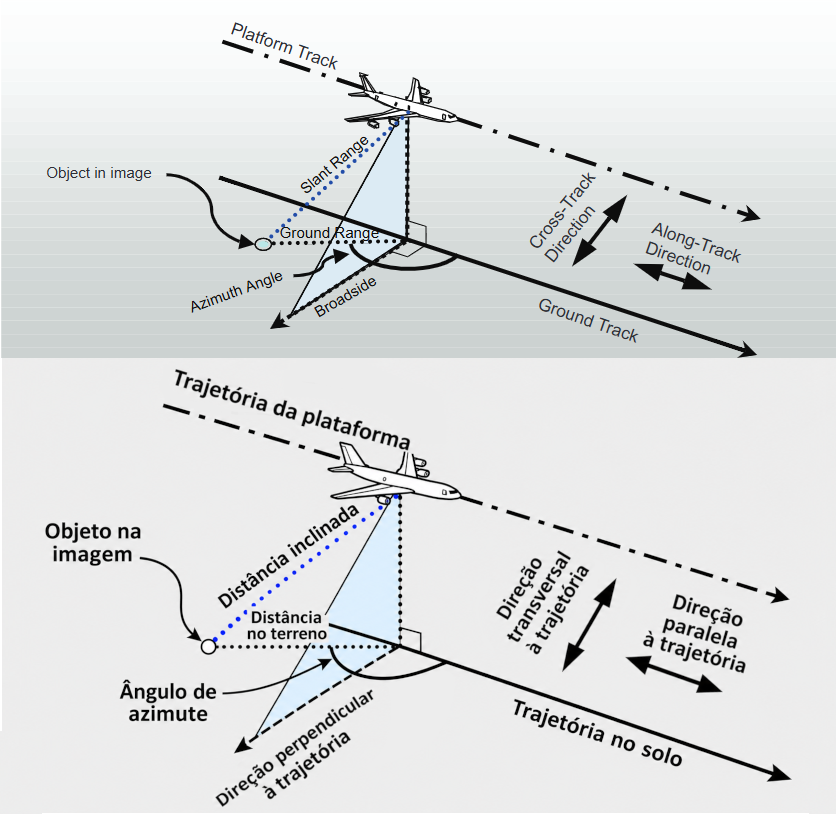 Platform Track
Slant Range
Object in image
Cross-Track
Direction
Along-Track
Direction
Ground Range
Azimuth Angle
Broadside
Ground Track
Trajetória da plataforma
Objeto na
imagem
Distância inclinada
Distância
no terreno
Direção
transversal
à trajetória
Direção
paralela
à trajetória
Ângulo de
azimute
Direção perpendicular
à trajetória
Trajetória no solo